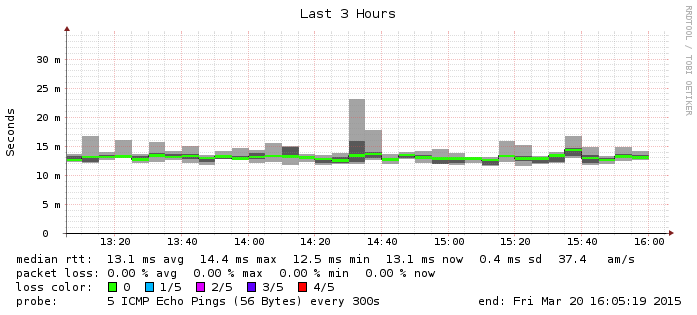 Last 3 Hours
RRDTOOL / TOBI OETIKER
Seconds
30 m
25 m
20 m
15 m
10 m
5 m
0
13:20 13:40 14:00 14:20 14:40 15:00 15:20 15:40 16:00
median rtt: 13.1 ms avg 14.4 ms max 12.5 ms min 13.1 ms now 0.4 ms sd 37.4 am/s
packet loss: 0.00 % avg 0.00 % max 0.00 % min 0.00 % now
loss color: 0 1/5 2/5 3/5 4/5
probe: 5 ICMP Echo Pings (56 Bytes) every 300s end: Fri Mar 20 16:05:19 2015